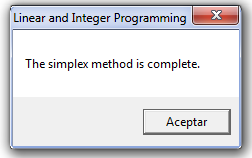 Linear and Integer Programming
The simplex method is complete.
Aceptar